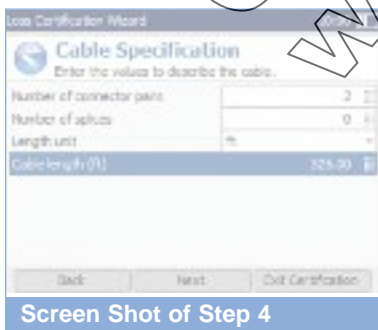 Loss Certification Wizard
Cable Specification
Enter the values to describe the cable.
Number of connector pairs 2
Number of splices 0
Length unit ft
Cable length (ft) 325.00
Back Next Exit Certification
Screen Shot of Step 4